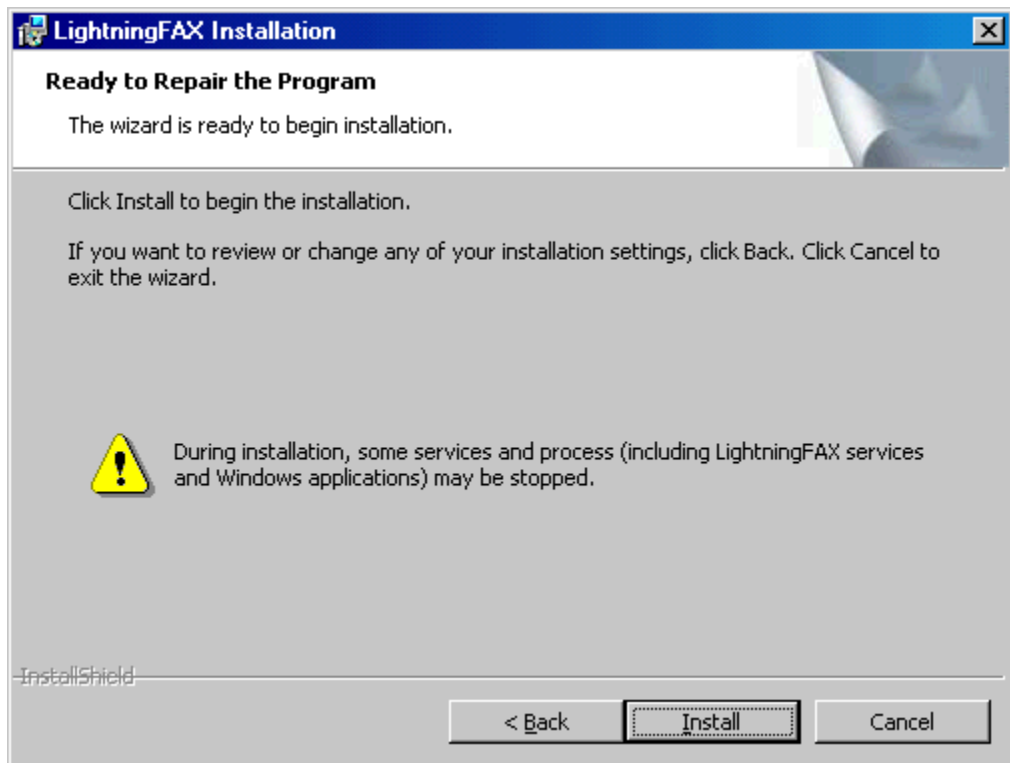 LightningFAX Installation
Ready to Repair the Program
The wizard is ready to begin installation.
Click Install to begin the installation.
If you want to review or change any of your installation settings, click Back. Click Cancel to
exit the wizard.
During installation, some services and process (including LightningFAX services
and Windows applications) may be stopped.
InstallShield
< Back
Install
Cancel